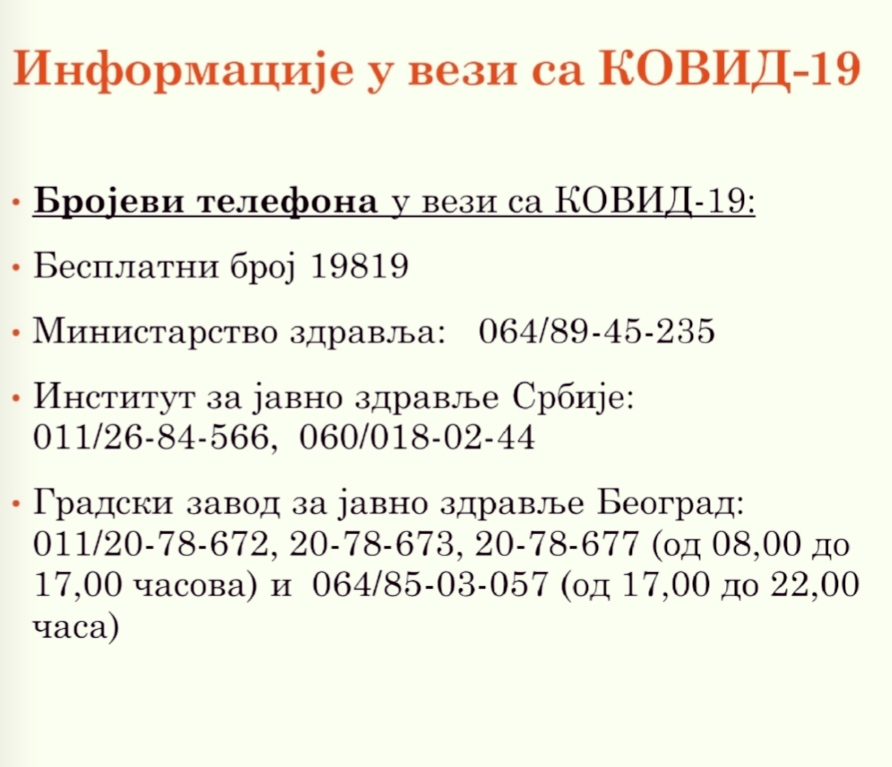 Информације у вези са КОВИД-19
• Бројеви телефона у вези са КОВИД-19:
• Бесплатни број 19819
• Министарство здравља: 064/89-45-235
• Институт за јавно здравље Србије:
011/26-84-566, 060/018-02-44
• Градски завод за јавно здравље Београд:
011/20-78-672, 20-78-673, 20-78-677 (од 08,00 до
17,00 часова) и 064/85-03-057 (од 17,00 до 22,00
часа)